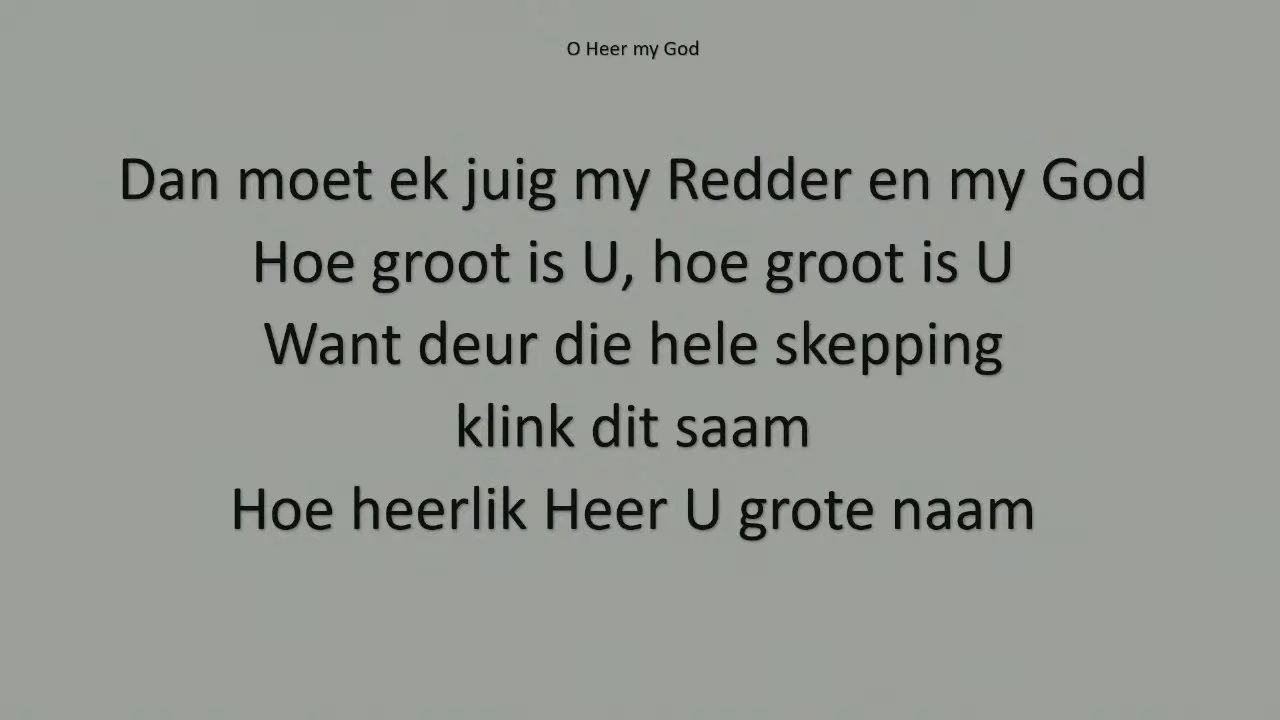 O Heer my God
Dan moet ek juig my Redder en my God
Hoe groot is U, hoe groot is U
Want deur die hele skepping
klink dit saam
Hoe heerlik Heer U grote naam